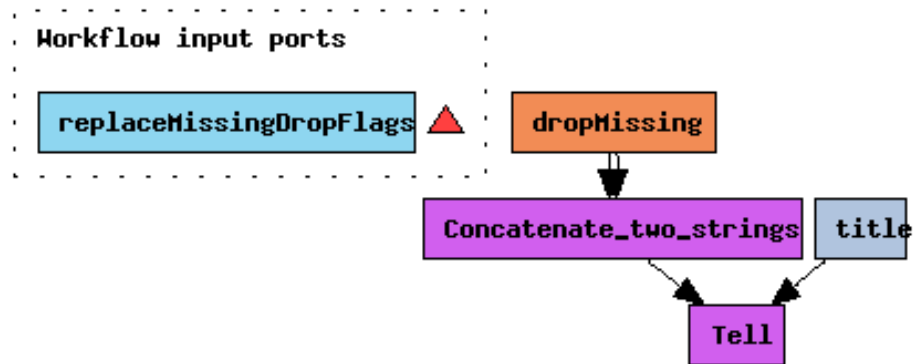 Workflow input ports
replaceMissingDropFlags
dropMissing
Concatenate_two_strings
title
Tell